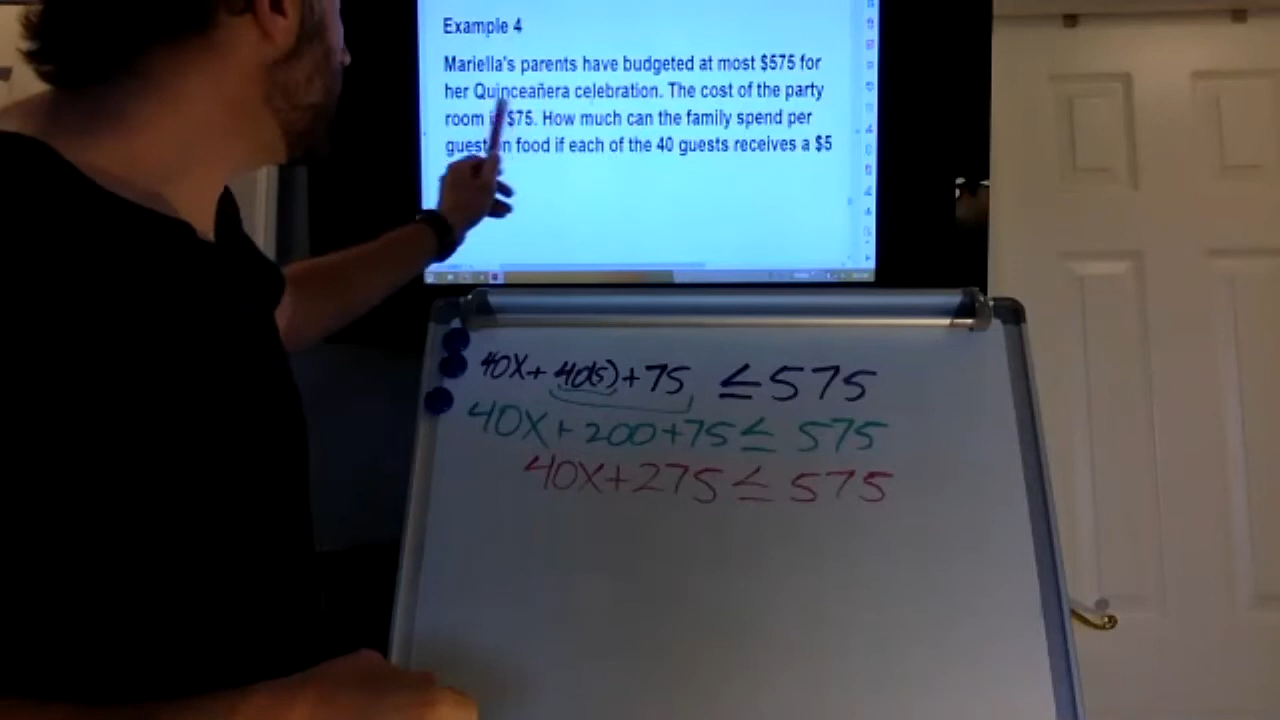 Example 4
Mariella's parents have budgeted at most $575 for
her Quinceañera celebration. The cost of the party
room is $75. How much can the family spend per
guest on food if each of the 40 guests receives a $5
40X+40(5)+75 ≤575
40X+200+75≤ 575
40X+275≤ 575